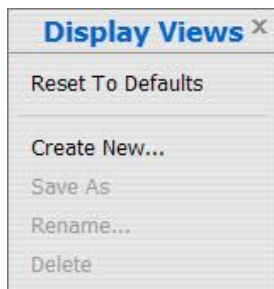 Display Views ×
Reset To Defaults
Create New...
Save As
Rename...
Delete